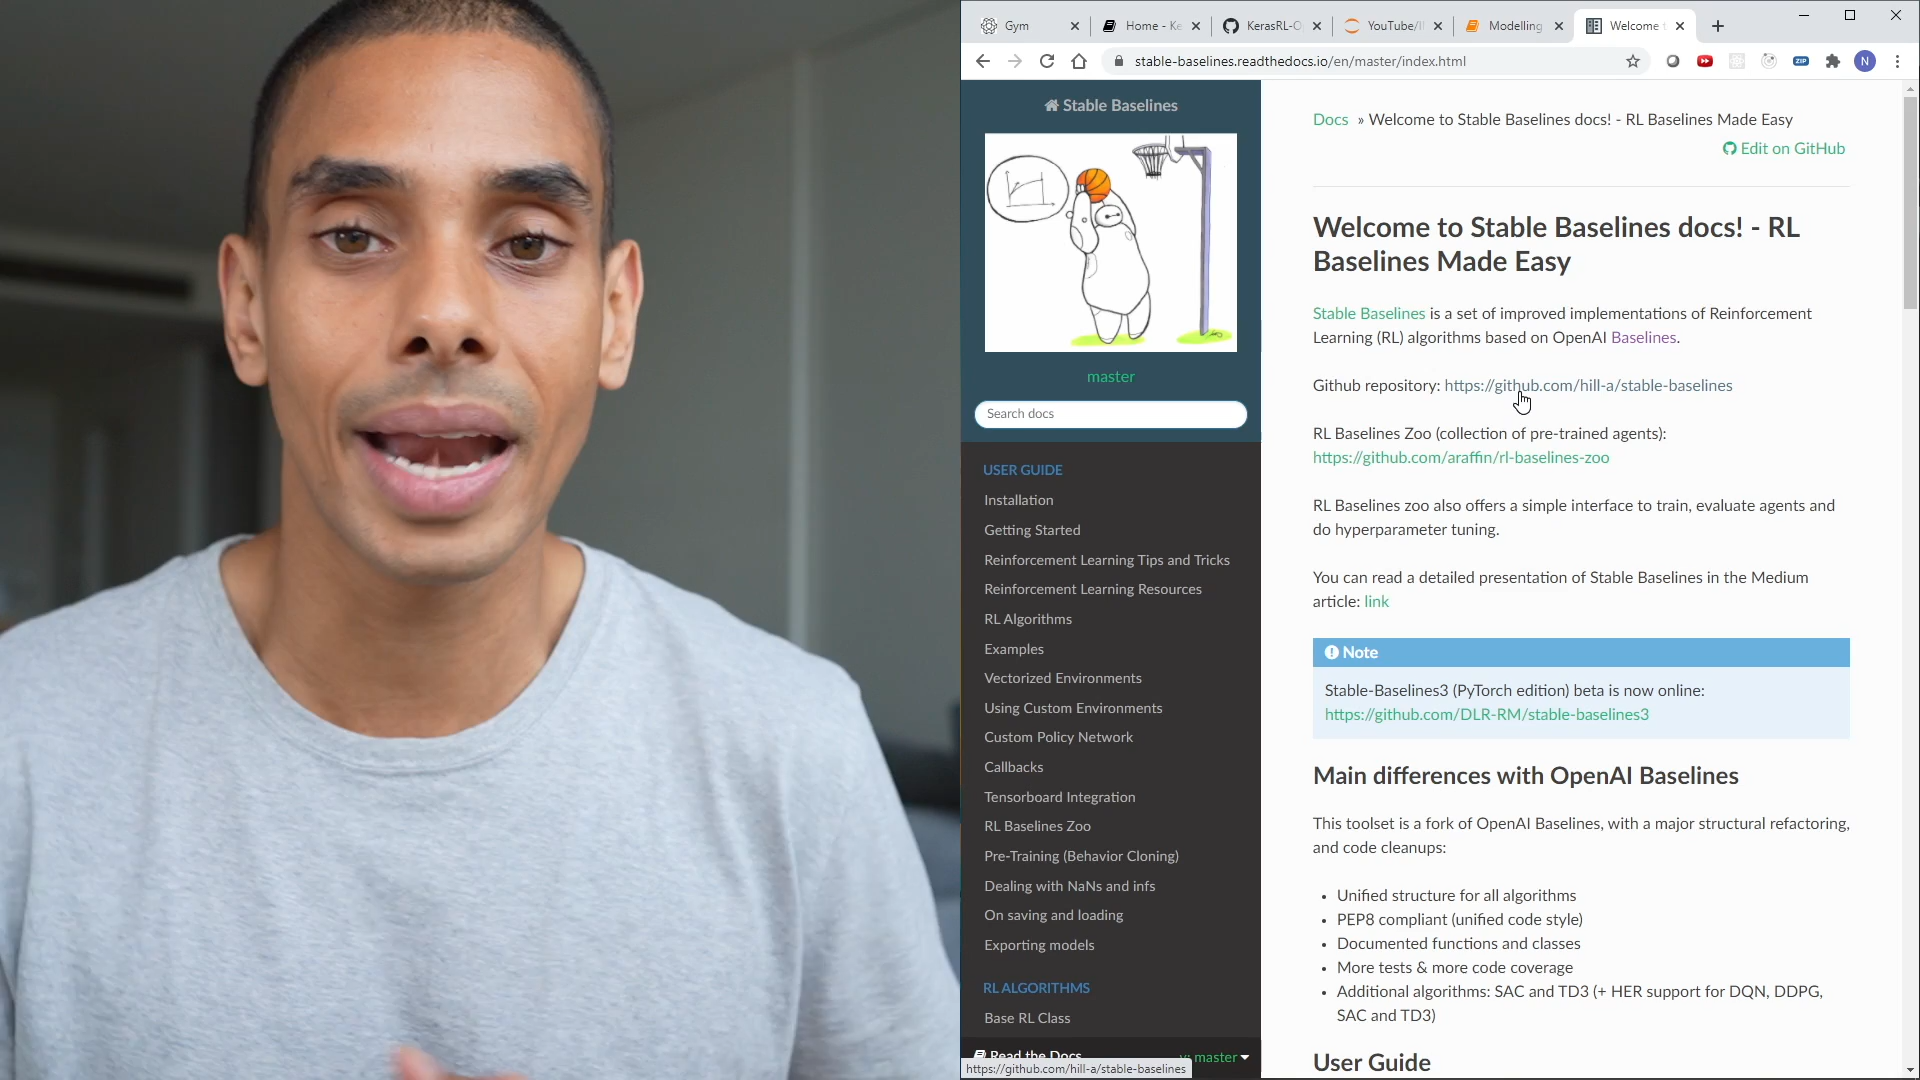 Gym
Home - Ke
KerasRL-O
YouTube/I
Modelling
Welcome
stable-baselines.readthedocs.io/en/master/index.html
ZIP
N
Stable Baselines
master
Search docs
USER GUIDE
Installation
Getting Started
Reinforcement Learning Tips and Tricks
Reinforcement Learning Resources
RL Algorithms
Examples
Vectorized Environments
Using Custom Environments
Custom Policy Network
Callbacks
Tensorboard Integration
RL Baselines Zoo
Pre-Training (Behavior Cloning)
Dealing with NaNs and infs
On saving and loading
Exporting models
RL ALGORITHMS
Base RL Class
Read the Docs
v: master
https://github.com/hill-a/stable-baselines
Docs » Welcome to Stable Baselines docs! - RL Baselines Made Easy
Edit on GitHub
Welcome to Stable Baselines docs! - RL
Baselines Made Easy
Stable Baselines is a set of improved implementations of Reinforcement
Learning (RL) algorithms based on OpenAI Baselines.
Github repository: https://github.com/hill-a/stable-baselines
RL Baselines Zoo (collection of pre-trained agents):
https://github.com/araffin/rl-baselines-zoo
RL Baselines zoo also offers a simple interface to train, evaluate agents and
do hyperparameter tuning.
You can read a detailed presentation of Stable Baselines in the Medium
article: link
Note
Stable-Baselines3 (PyTorch edition) beta is now online:
https://github.com/DLR-RM/stable-baselines3
Main differences with OpenAI Baselines
This toolset is a fork of OpenAI Baselines, with a major structural refactoring,
and code cleanups:
• Unified structure for all algorithms
• PEP8 compliant (unified code style)
• Documented functions and classes
• More tests & more code coverage
• Additional algorithms: SAC and TD3 (+ HER support for DQN, DDPG,
SAC and TD3)
User Guide